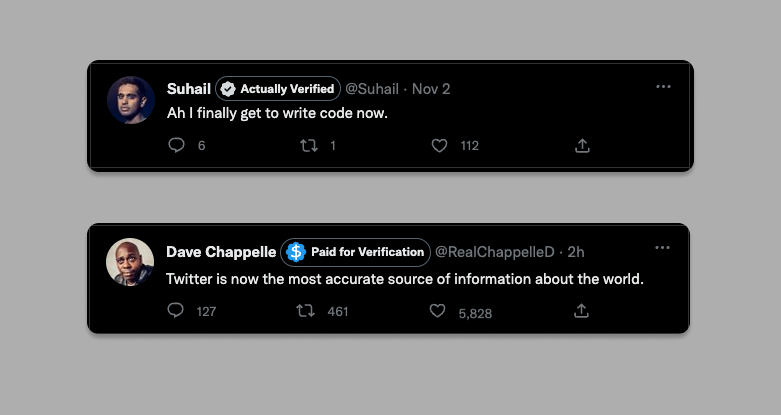 Suhail Actually Verified @Suhail · Nov 2
Ah I finally get to write code now.
6 1 112
Dave Chappelle $ Paid for Verification @RealChappelleD · 2h
Twitter is now the most accurate source of information about the world.
127 461 5,828